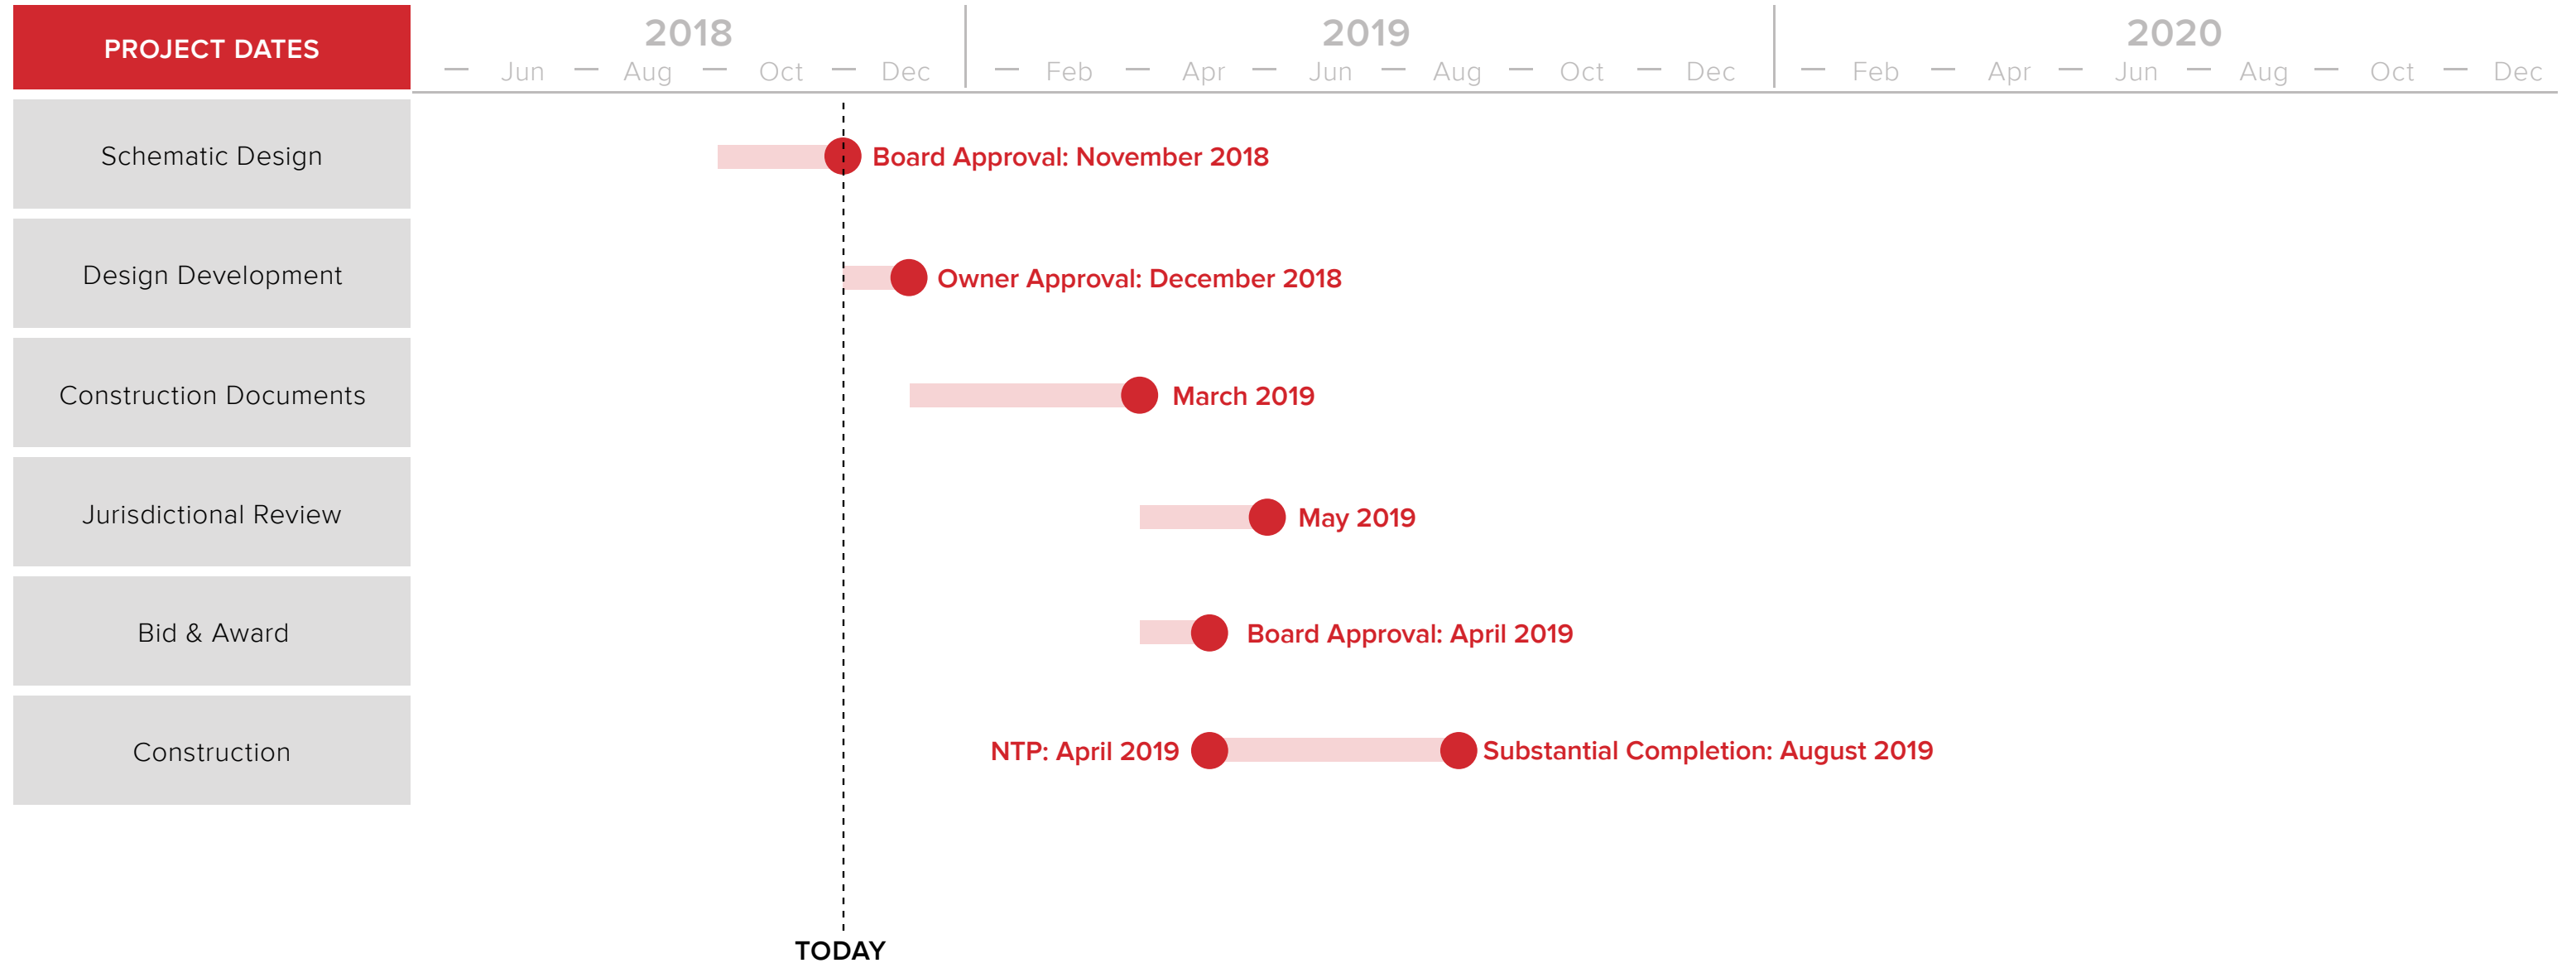 PROJECT DATES
2018
2019
2020
— Jun — Aug — Oct — Dec — Feb — Apr — Jun — Aug — Oct — Dec — Feb — Apr — Jun — Aug — Oct — Dec
Schematic Design
Board Approval: November 2018
Design Development
Owner Approval: December 2018
Construction Documents
March 2019
Jurisdictional Review
May 2019
Bid & Award
Board Approval: April 2019
Construction
NTP: April 2019
Substantial Completion: August 2019
TODAY